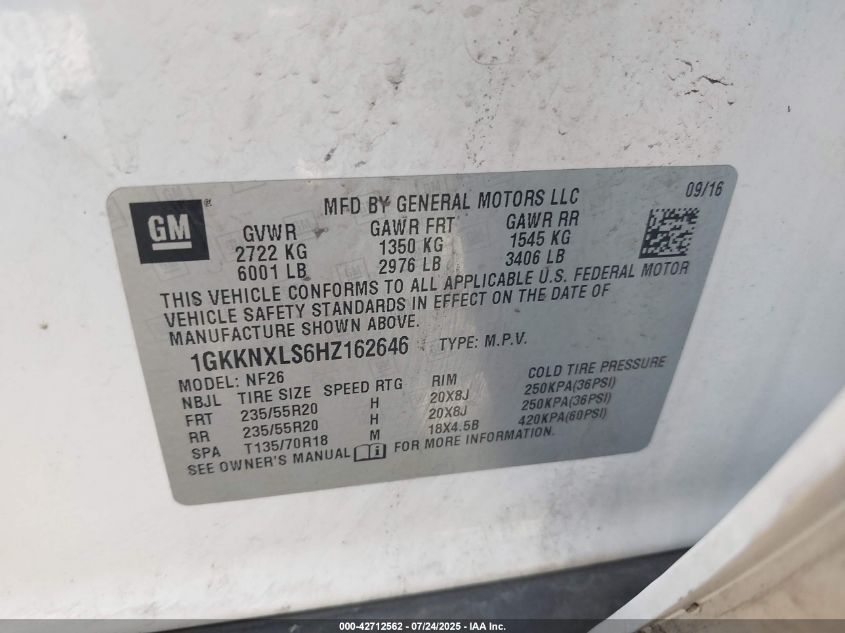 GM ®
MFD BY GENERAL MOTORS LLC 09/16
GVWR GAWR FRT GAWR RR
2722 KG 1350 KG 1545 KG
6001 LB 2976 LB 3406 LB
THIS VEHICLE CONFORMS TO ALL APPLICABLE U.S. FEDERAL MOTOR
VEHICLE SAFETY STANDARDS IN EFFECT ON THE DATE OF
MANUFACTURE SHOWN ABOVE.
1GKKNXLS6HZ162646 TYPE: M.P.V.
MODEL: NF26
NBJL TIRE SIZE SPEED RTG RIM COLD TIRE PRESSURE
FRT 235/55R20 H 20X8J 250KPA(36PSI)
RR 235/55R20 H 20X8J 250KPA(36PSI)
SPA T135/70R18 M 18X4.5B 420KPA(60PSI)
SEE OWNER'S MANUAL FOR MORE INFORMATION.
000-42712562 - 07/24/2025 - IAA Inc.